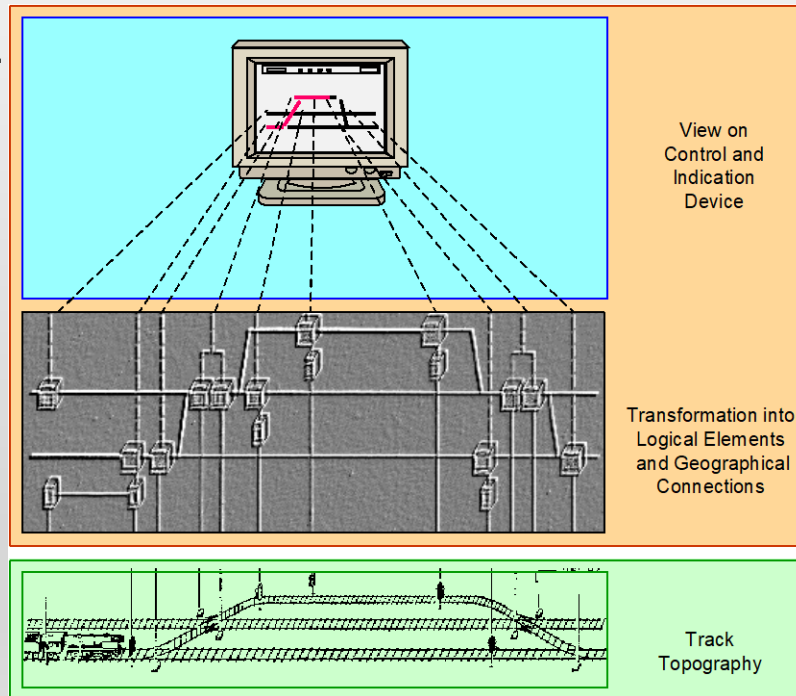 View on
Control and
Indication
Device
Transformation into
Logical Elements
and Geographical
Connections
Track
Topography